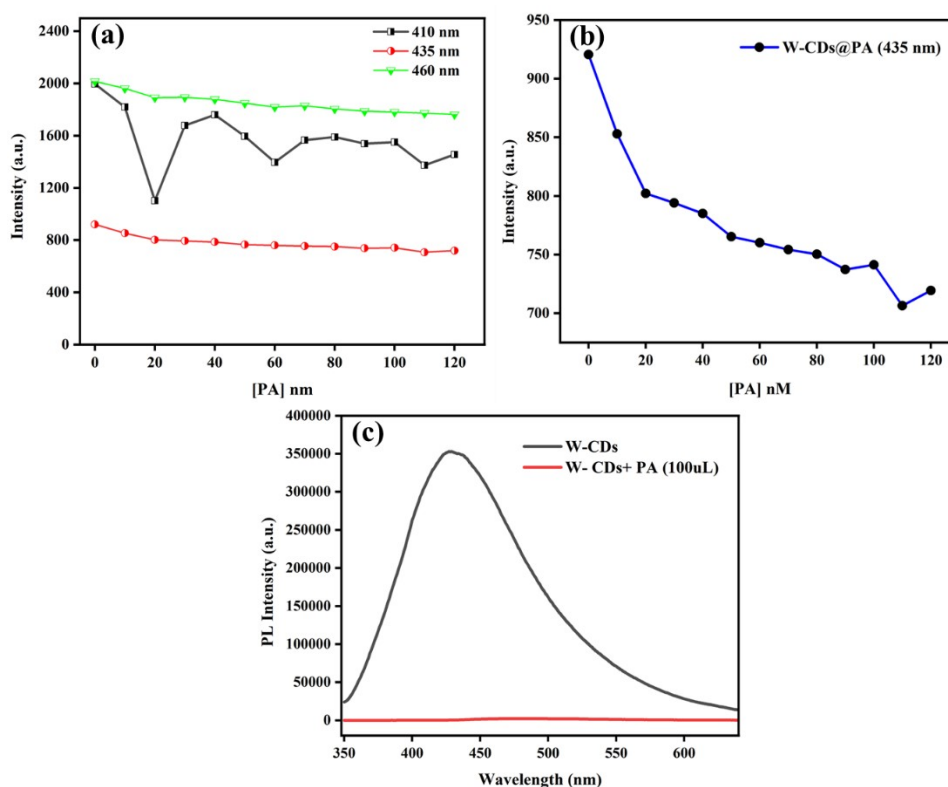 (a)
410 nm
435 nm
460 nm
2400
2000
1600
1200
800
400
0
Intensity (a.u.)
0 20 40 60 80 100 120
[PA] nm
(b)
W-CDs@PA (435 nm)
950
900
850
800
750
700
Intensity (a.u.)
0 20 40 60 80 100 120
[PA] nM
(c)
W-CDs
W- CDs+ PA (100uL)
400000
350000
300000
250000
200000
150000
100000
50000
0
PL Intensity (a.u.)
350 400 450 500 550 600
Wavelength (nm)